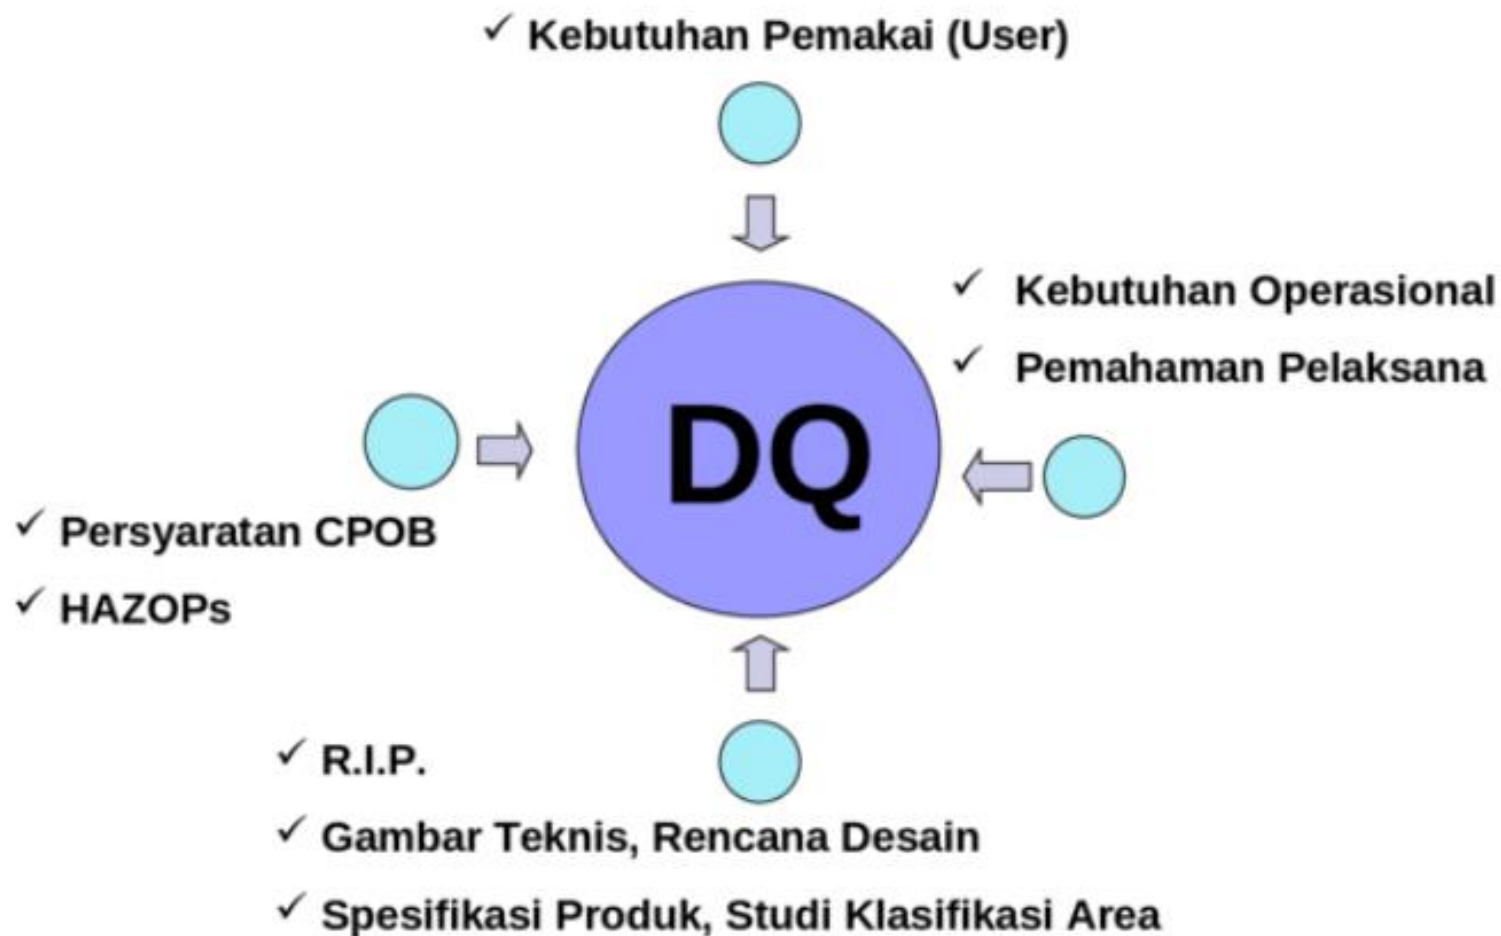 ✓ Kebutuhan Pemakai (User)
✓ Kebutuhan Operasional
✓ Pemahaman Pelaksana
DQ
✓ Persyaratan CPOB
✓ HAZOPs
✓ R.I.P.
✓ Gambar Teknis, Rencana Desain
✓ Spesifikasi Produk, Studi Klasifikasi Area